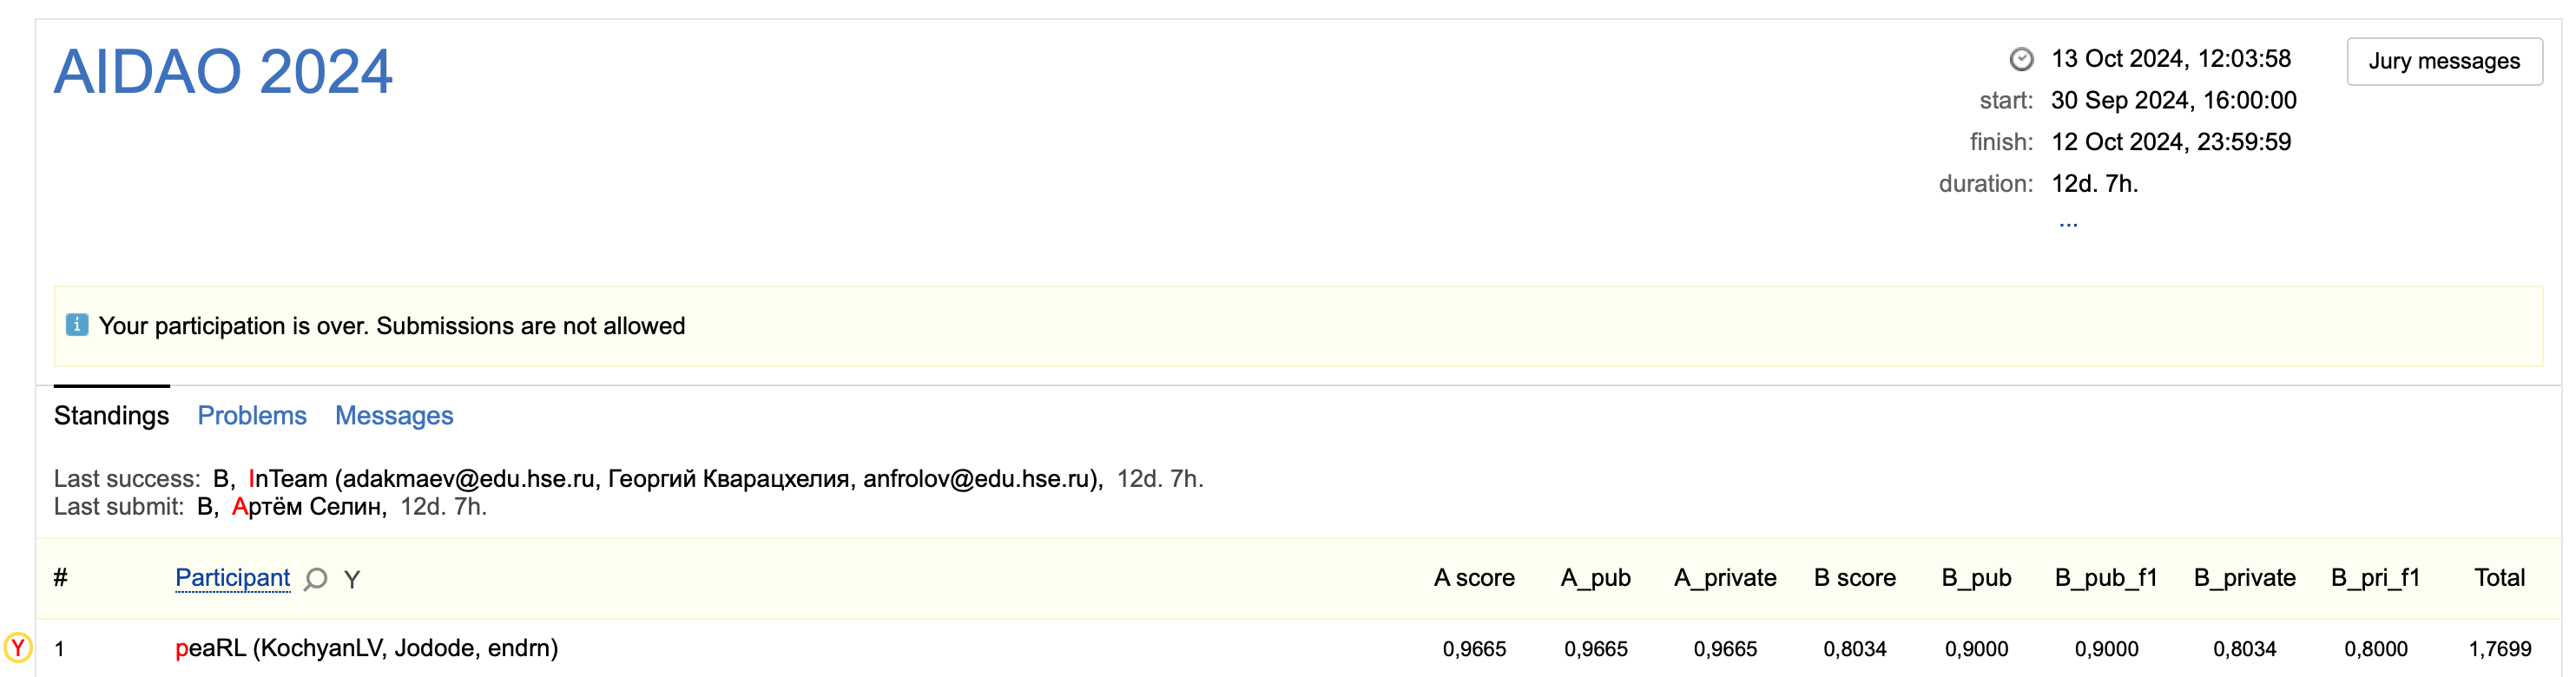 AIDAO 2024
13 Oct 2024, 12:03:58
Jury messages
start: 30 Sep 2024, 16:00:00
finish: 12 Oct 2024, 23:59:59
duration: 12d. 7h.
...
i Your participation is over. Submissions are not allowed
Standings Problems Messages
Last success: B, InTeam (adakmaev@edu.hse.ru, Георгий Кварацхелия, anfrolov@edu.hse.ru), 12d. 7h.
Last submit: B, Артём Селин, 12d. 7h.
# Participant Y A score A_pub A_private B score B_pub B_pub_f1 B_private B_pri_f1 Total
Y 1 peaRL (KochyanLV, Jodode, endrn) 0,9665 0,9665 0,9665 0,8034 0,9000 0,9000 0,8034 0,8000 1,7699